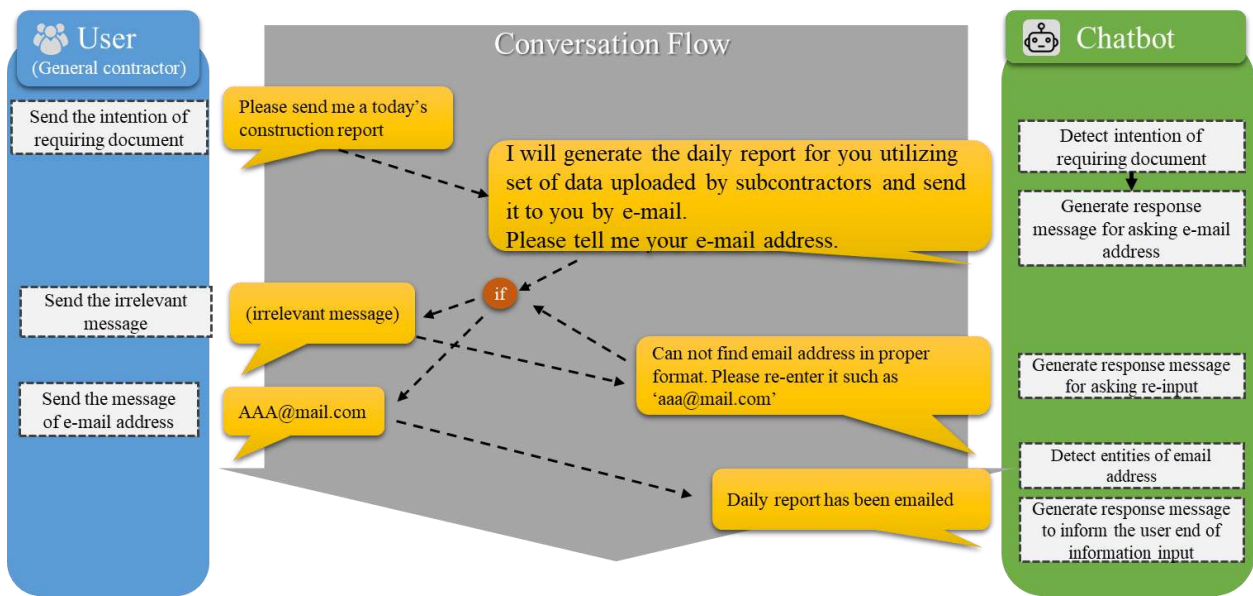 User
(General contractor)
Conversation Flow
Chatbot
Send the intention of
requiring document
Please send me a today's
construction report
I will generate the daily report for you utilizing
set of data uploaded by subcontractors and send
it to you by e-mail.
Please tell me your e-mail address.
Detect intention of
requiring document
Generate response
message for asking e-mail
address
if
Send the irrelevant
message
(irrelevant message)
Can not find email address in proper
format. Please re-enter it such as
‘aaa@mail.com’
Generate response message
for asking re-input
Send the message
of e-mail address
AAA@mail.com
Detect entities of email
address
Daily report has been emailed
Generate response message
to inform the user end of
information input